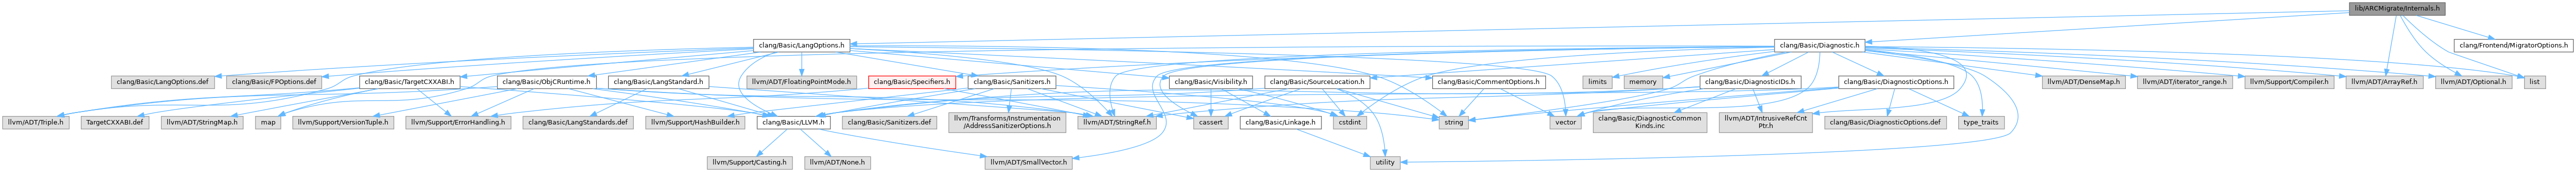 lib/ARCMigrate/Internals.h
clang/Basic/LangOptions.h
clang/Basic/Diagnostic.h
clang/Frontend/MigratorOptions.h
clang/Basic/LangOptions.def
clang/Basic/FPOptions.def
clang/Basic/TargetCXXABI.h
clang/Basic/ObjCRuntime.h
clang/Basic/LangStandard.h
llvm/ADT/FloatingPointMode.h
clang/Basic/Specifiers.h
clang/Basic/Sanitizers.h
clang/Basic/CommentOptions.h
clang/Basic/Visibility.h
clang/Basic/SourceLocation.h
limits
memory
clang/Basic/DiagnosticIDs.h
clang/Basic/DiagnosticOptions.h
llvm/ADT/DenseMap.h
llvm/ADT/iterator_range.h
llvm/Support/Compiler.h
llvm/ADT/ArrayRef.h
llvm/ADT/Optional.h
list
llvm/ADT/Triple.h
TargetCXXABI.def
llvm/ADT/StringMap.h
map
llvm/Support/VersionTuple.h
llvm/Support/ErrorHandling.h
clang/Basic/LangStandards.def
llvm/Support/HashBuilder.h
clang/Basic/LLVM.h
clang/Basic/Sanitizers.def
llvm/Transforms/Instrumentation
/AddressSanitizerOptions.h
llvm/ADT/StringRef.h
cassert
clang/Basic/Linkage.h
cstdint
string
vector
clang/Basic/DiagnosticCommon
Kinds.inc
llvm/ADT/IntrusiveRefCnt
Ptr.h
clang/Basic/DiagnosticOptions.def
type_traits
llvm/Support/Casting.h
llvm/ADT/None.h
llvm/ADT/SmallVector.h
utility